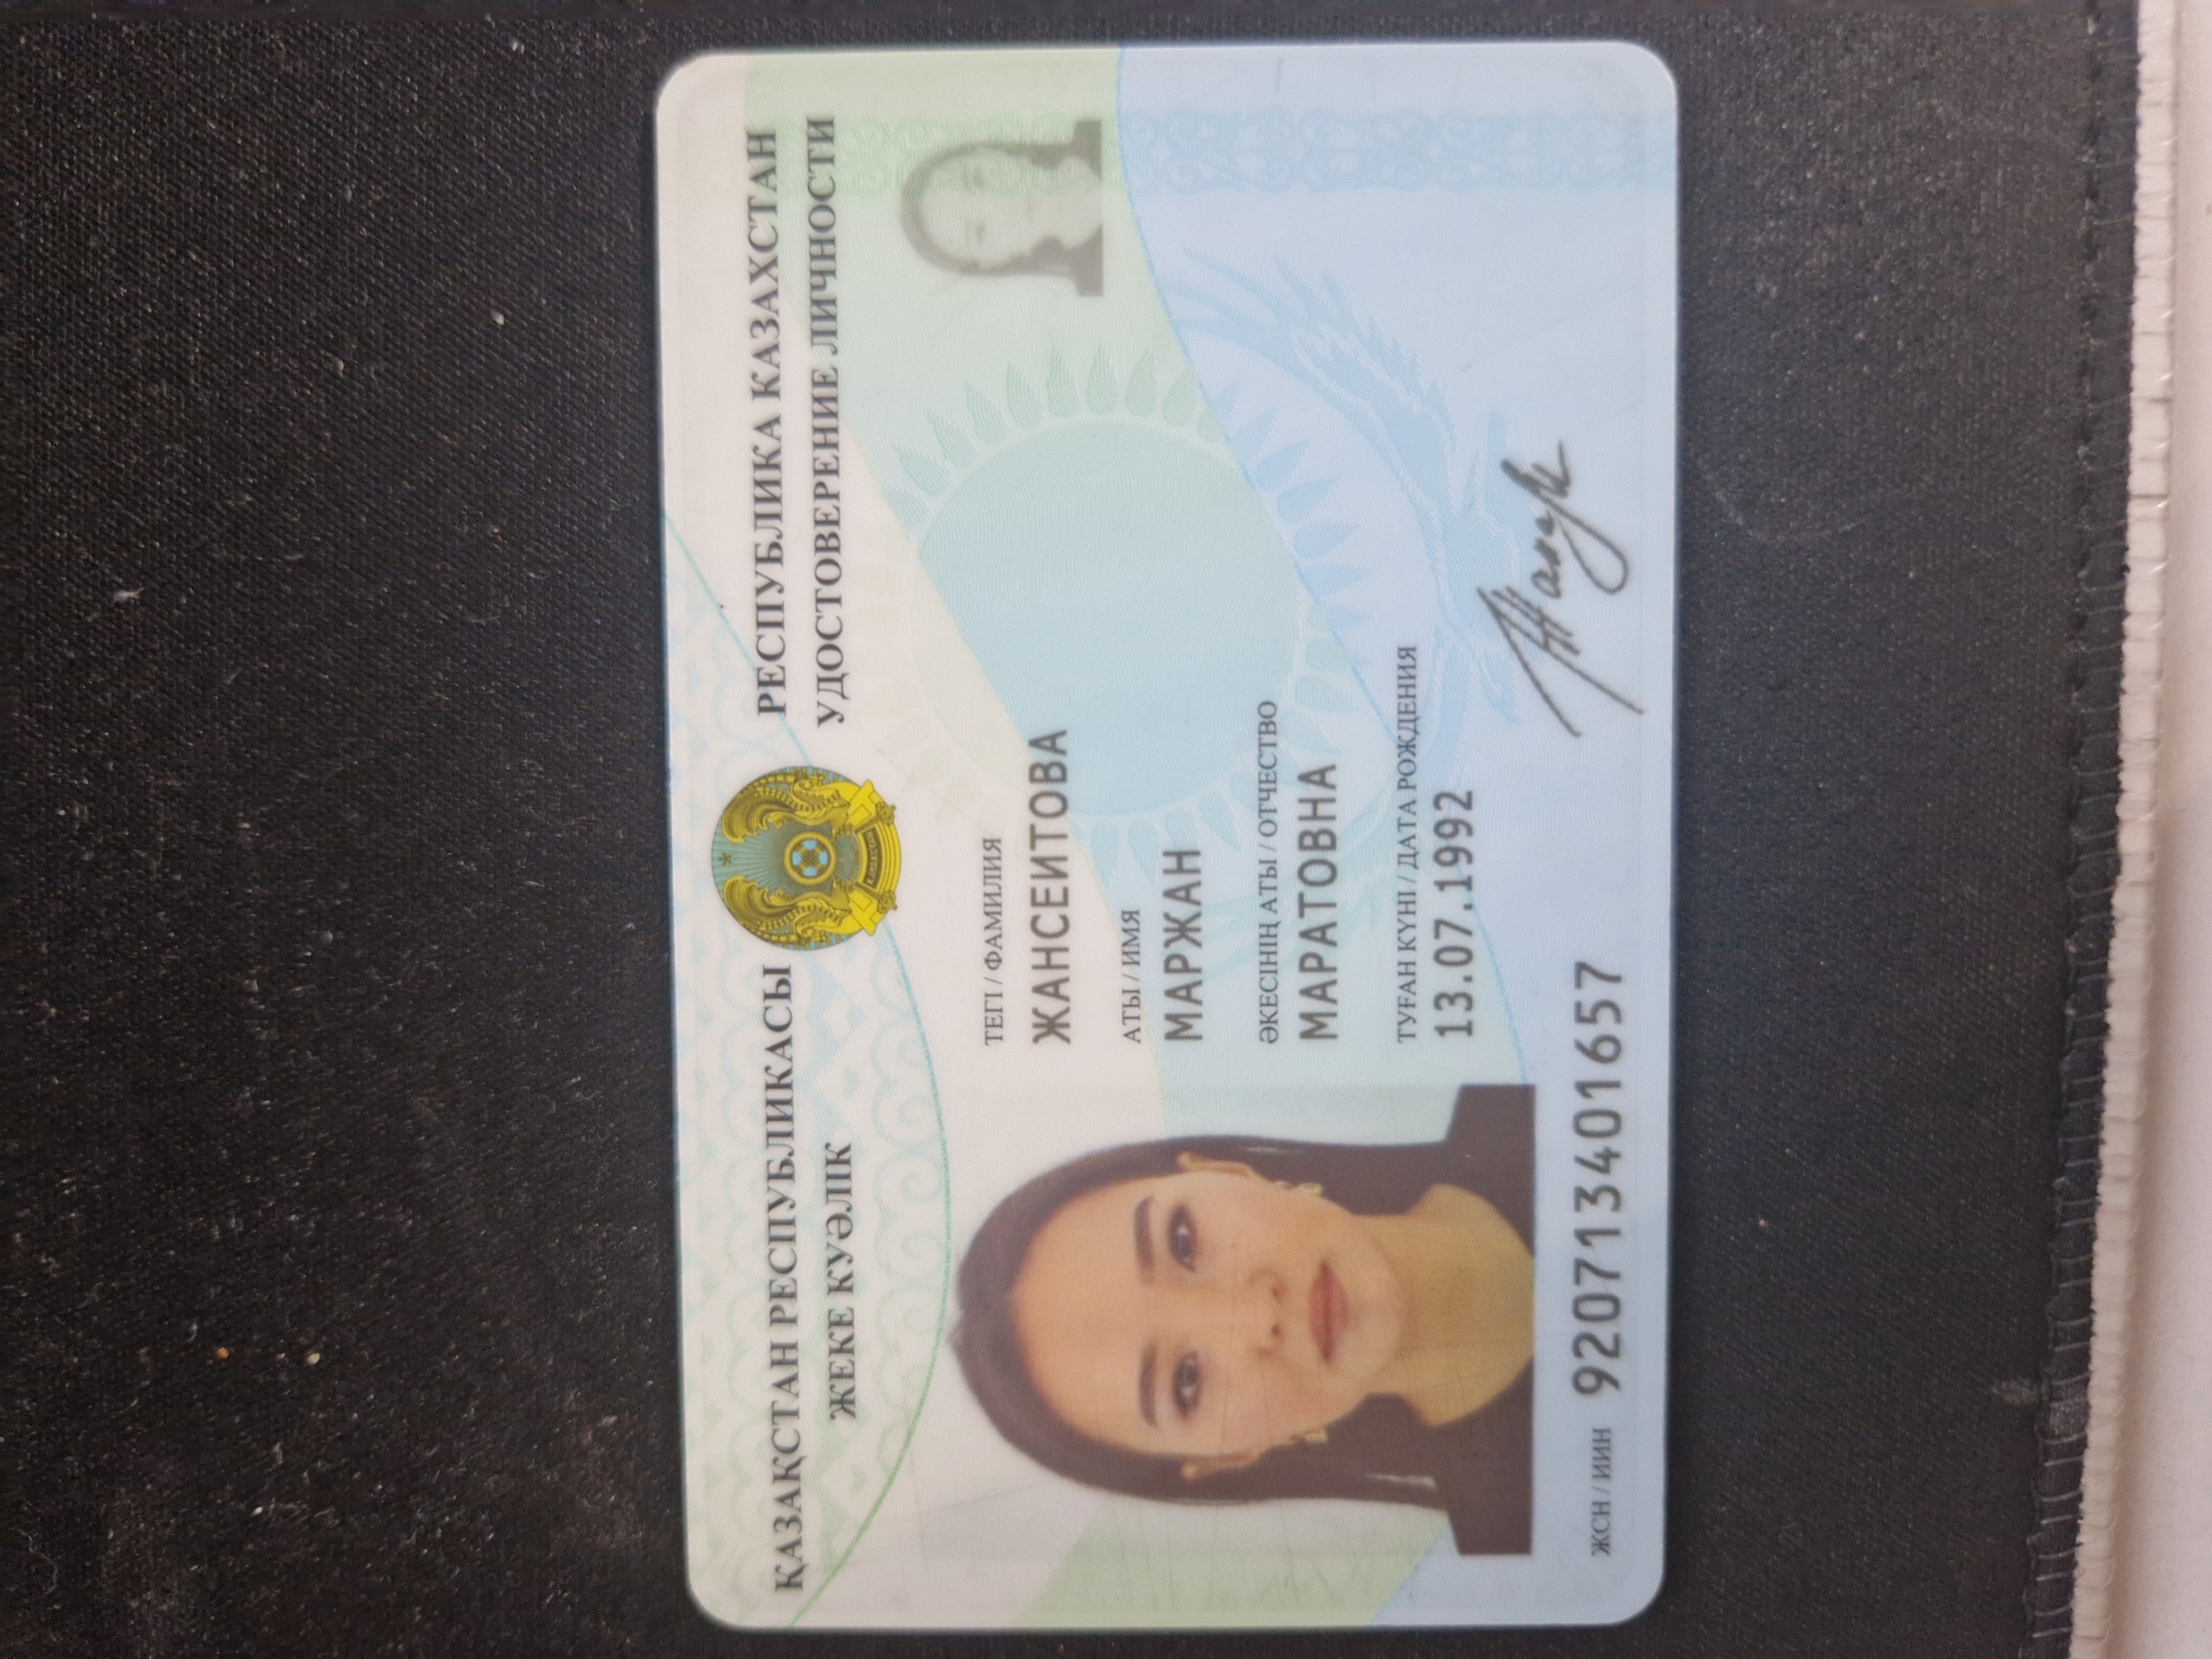 ҚАЗАҚСТАН РЕСПУБЛИКАСЫ
ЖЕКЕ КУӘЛІК
ҚАЗАҚСТАН
РЕСПУБЛИКА КАЗАХСТАН
УДОСТОВЕРЕНИЕ ЛИЧНОСТИ
ТЕГІ / ФАМИЛИЯ
ЖАНСЕИТОВА
АТЫ / ИМЯ
МАРЖАН
ӘКЕСІНІҢ АТЫ / ОТЧЕСТВО
МАРАТОВНА
ТУҒАН КҮНІ / ДАТА РОЖДЕНИЯ
13.07.1992
ЖСН / ИИН 920713401657